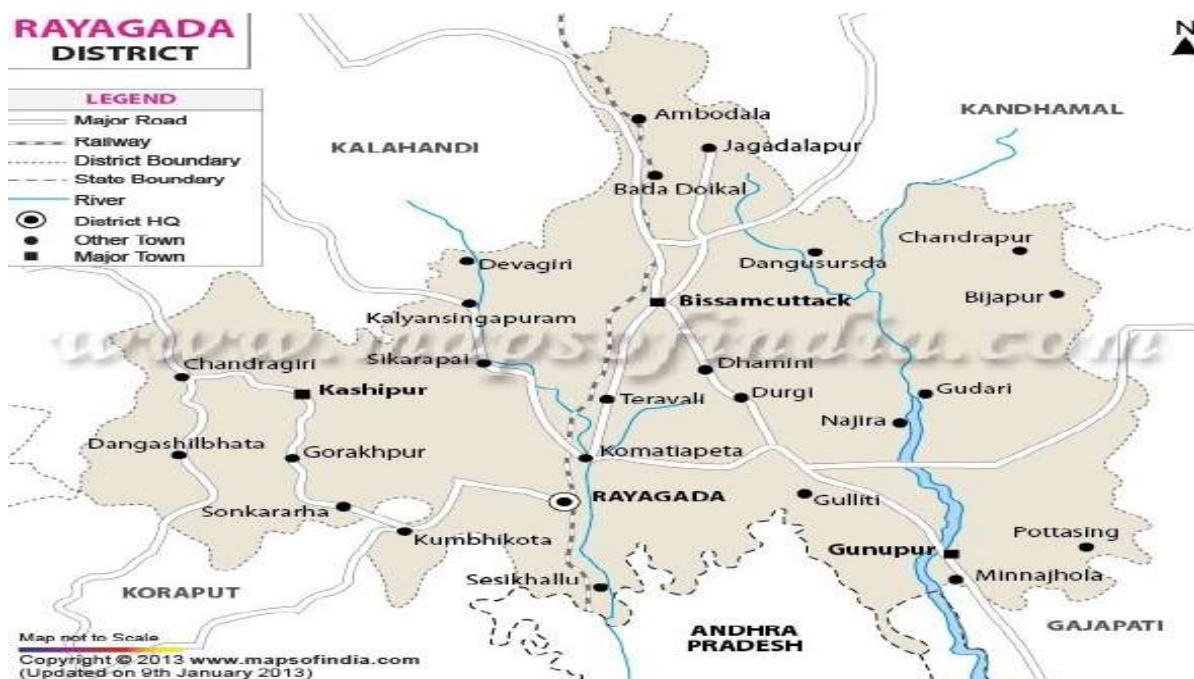 RAYAGADA
DISTRICT
N
LEGEND
Major Road
Railway
District Boundary
State Boundary
River
District HQ
Other Town
Major Town
KALAHANDI
KANDHAMAL
Ambodala
Jagadalapur
Bada Doikal
Chandrapur
Devagiri
Dangusursda
Bijapur
Kalyansingapuram
Bissamcuttack
www.mapsofindia.com
Chandragiri
Sikarapai
Dhamini
Kashipur
Teravali
Durgi
Gudari
Najira
Dangashilbhata
Gorakhpur
Komatiapeta
RAYAGADA
Gulliti
Sonkararha
Kumbhikota
Pottasing
Gunupur
Sesikhallu
Minnajhola
KORAPUT
GAJAPATI
ANDHRA
PRADESH
Map not to Scale
Copyright © 2013 www.mapsofindia.com
(Updated on 9th January 2013)